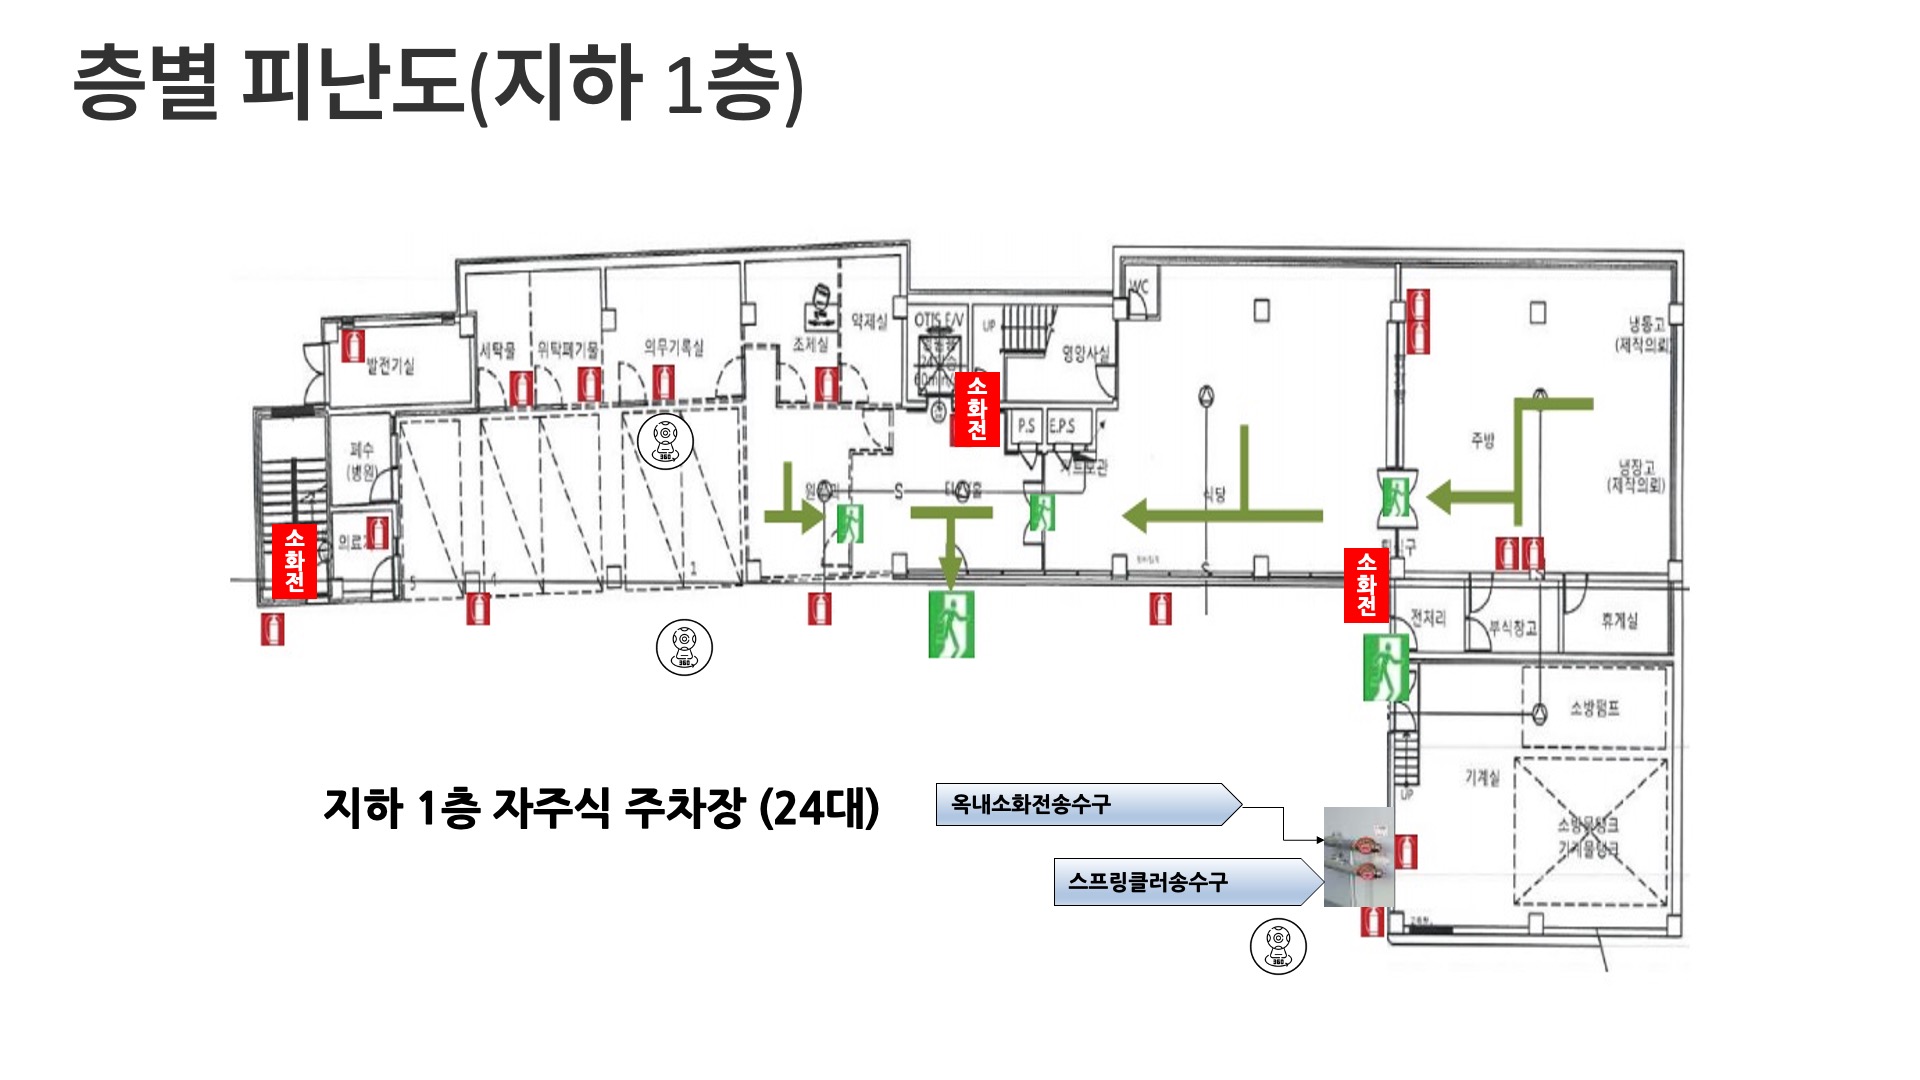 층별 피난도(지하 1층)
WC
OTIS E/V
UP
약제실
냉동고
(제작의뢰)
조제실
의무기록실
세탁물
위탁폐기물
영양사실
발전기실
소화전
P.S
E.P.S
주방
폐수
(병원)
냉장고
(제작의뢰)
S
식당
소화전
소화전
5
4
1
S
전처리
부식창고
휴게실
360
360
소방펌프
기계실
UP
지하 1층 자주식 주차장 (24대)
옥내소화전송수구
소방물탱크
기계물탱크
스프링클러송수구
360